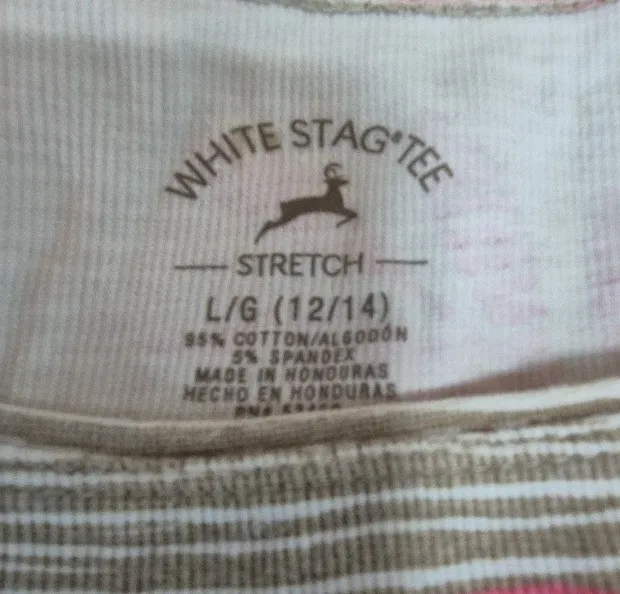 WHITE STAG® TEE
STRETCH
L/G (12/14)
95% COTTON/ALGODÓN
5% SPANDEX
MADE IN HONDURAS
HECHO EN HONDURAS